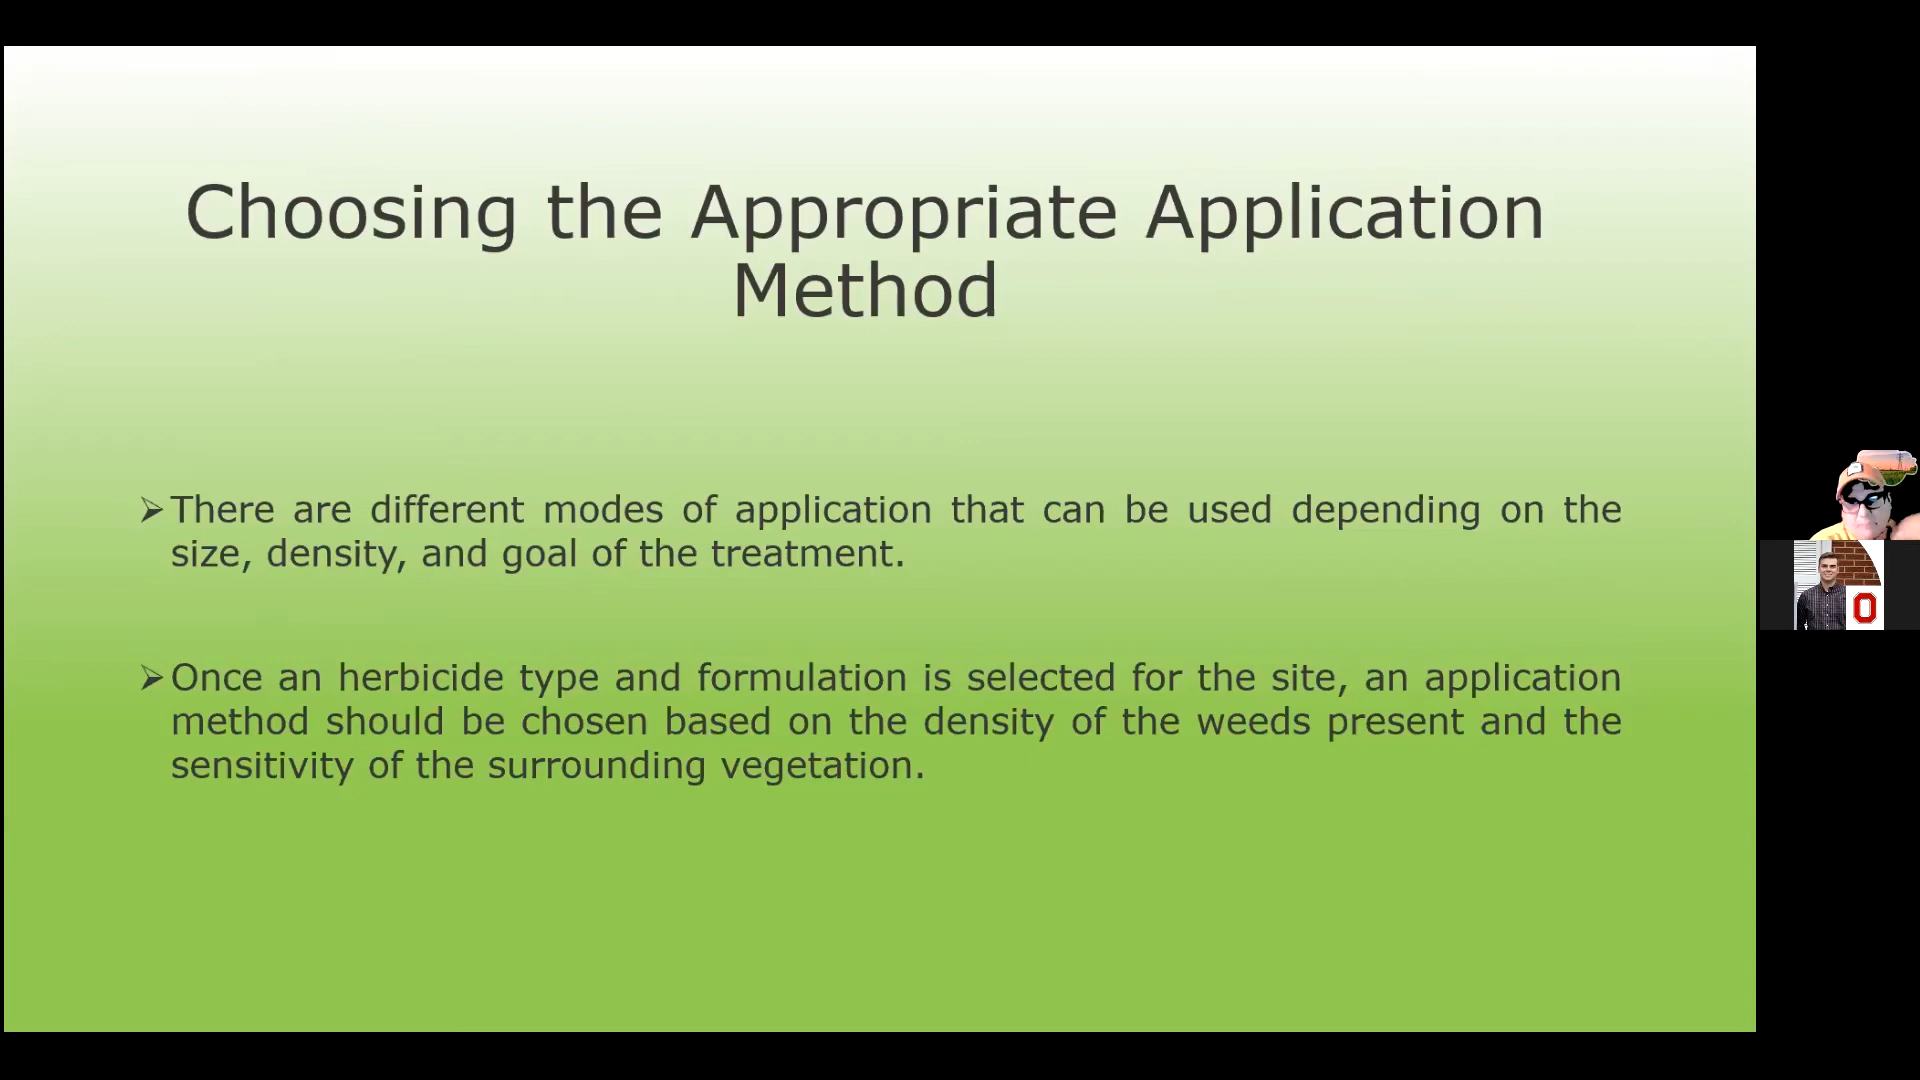 Choosing the Appropriate Application
Method
There are different modes of application that can be used depending on the
size, density, and goal of the treatment.
Once an herbicide type and formulation is selected for the site, an application
method should be chosen based on the density of the weeds present and the
sensitivity of the surrounding vegetation.
O